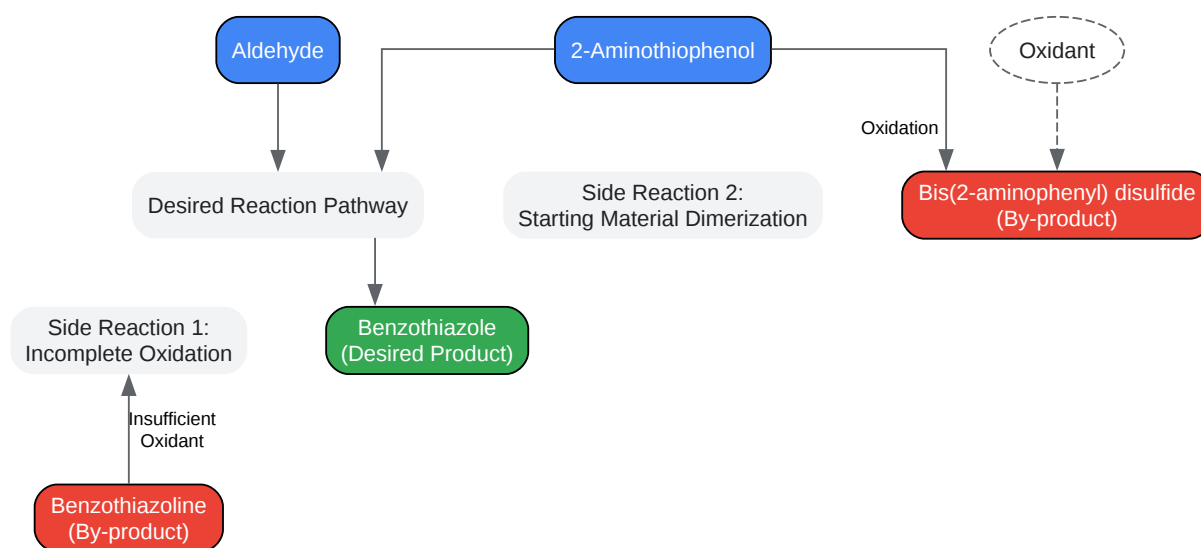 Aldehyde
2-Aminothiophenol
Oxidant
Oxidation
Desired Reaction Pathway
Side Reaction 2:
Starting Material Dimerization
Bis(2-aminophenyl) disulfide
(By-product)
Side Reaction 1:
Incomplete Oxidation
Benzothiazole
(Desired Product)
Insufficient
Oxidant
Benzothiazoline
(By-product)